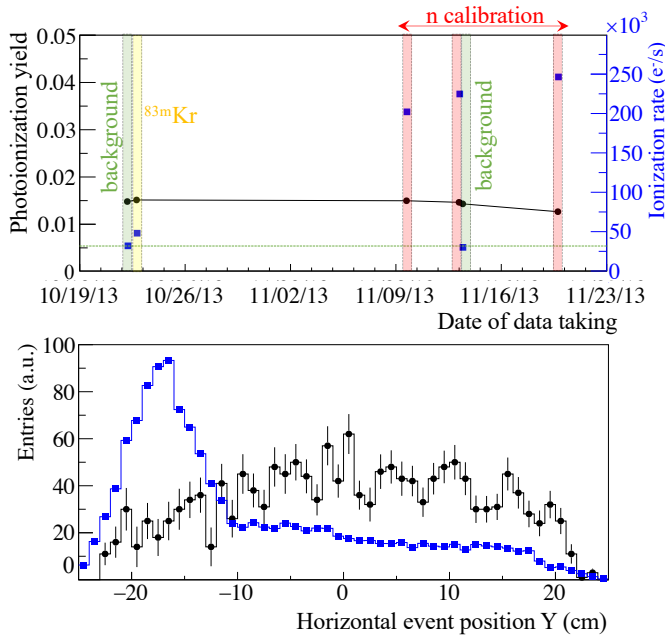 n calibration
×10³
Photoionization yield
0.05
0.04
0.03
0.02
0.01
0
background
⁸³ᵐKr
background
250
200
150
100
50
0
Ionization rate (e⁻/s)
10/19/13 10/26/13 11/02/13 11/09/13 11/16/13 11/23/13
Date of data taking
Entries (a.u.)
100
80
60
40
20
0
−20 −10 0 10 20
Horizontal event position Y (cm)